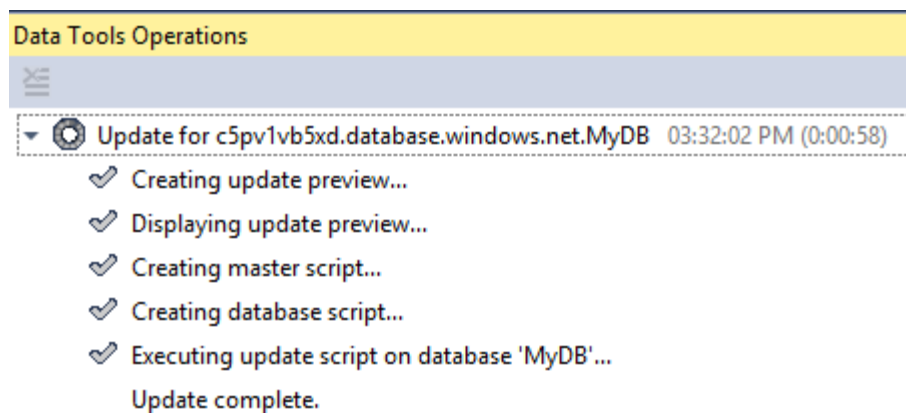 Data Tools Operations
Update for c5pv1vb5xd.database.windows.net.MyDB 03:32:02 PM (0:00:58)
Creating update preview...
Displaying update preview...
Creating master script...
Creating database script...
Executing update script on database 'MyDB'...
Update complete.